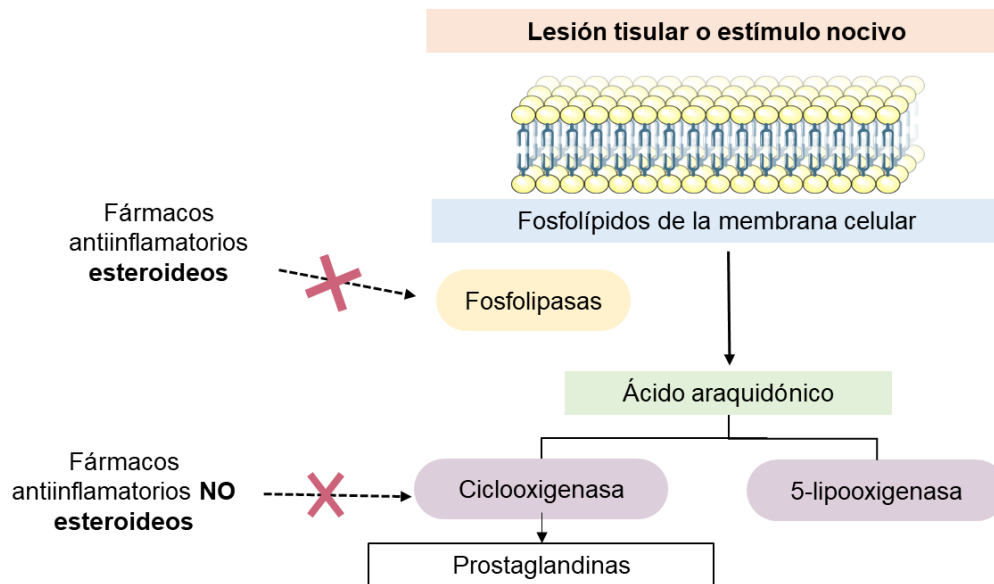 Lesión tisular o estímulo nocivo
Fosfolípidos de la membrana celular
Fármacos
antiinflamatorios
esteroideos
Fosfolipasas
Ácido araquidónico
Fármacos
antiinflamatorios NO
esteroideos
Ciclooxigenasa
5-lipooxigenasa
Prostaglandinas